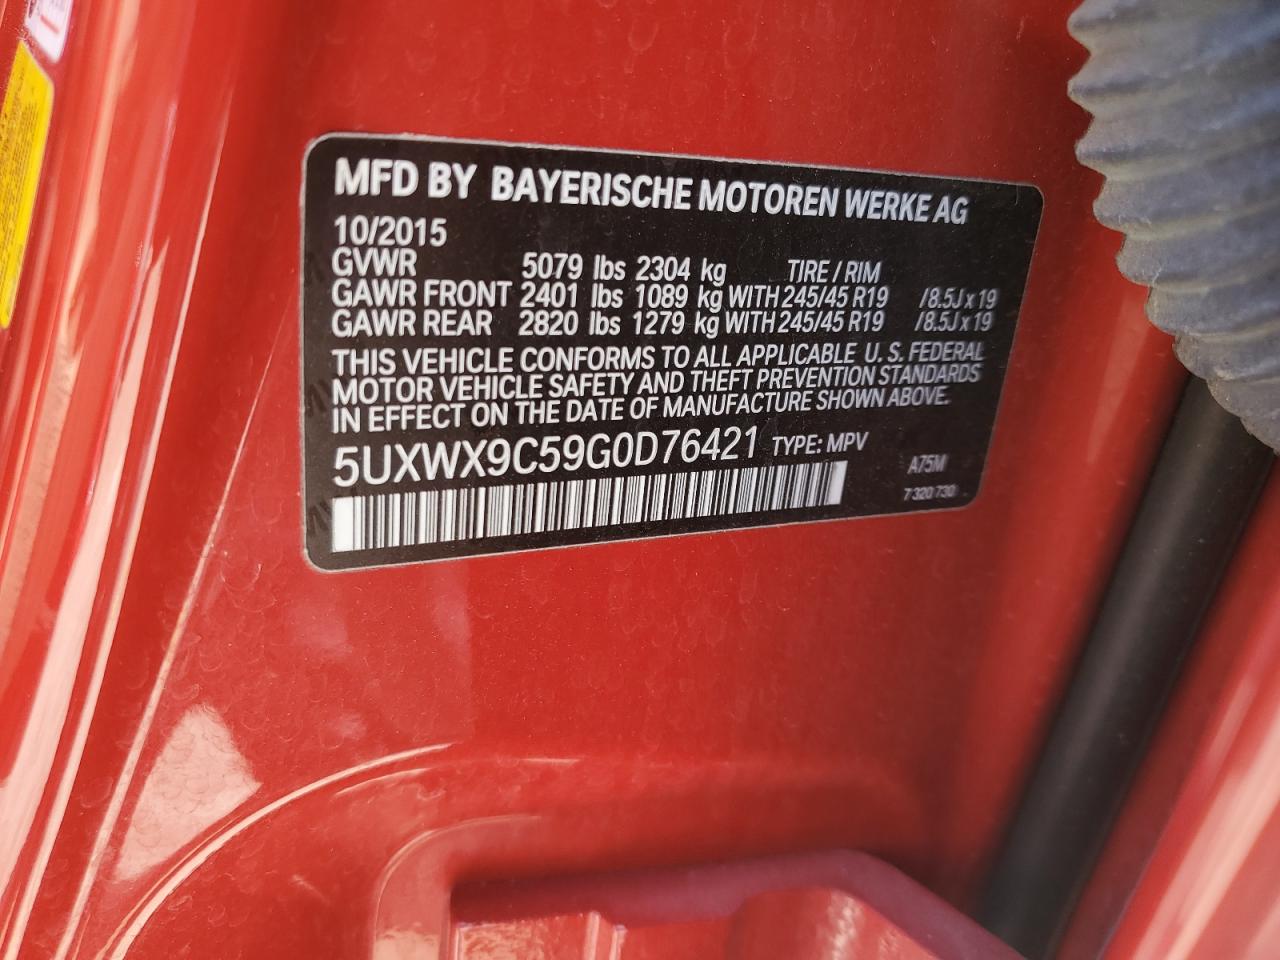 MFD BY BAYERISCHE MOTOREN WERKE AG
10/2015
GVWR 5079 lbs 2304 kg TIRE / RIM
GAWR FRONT 2401 lbs 1089 kg WITH 245/45 R19 /8.5J x 19
GAWR REAR 2820 lbs 1279 kg WITH 245/45 R19 /8.5J x 19
THIS VEHICLE CONFORMS TO ALL APPLICABLE U. S. FEDERAL
MOTOR VEHICLE SAFETY AND THEFT PREVENTION STANDARDS
IN EFFECT ON THE DATE OF MANUFACTURE SHOWN ABOVE.
5UXWX9C59G0D76421 TYPE: MPV
A75M
7 320 730